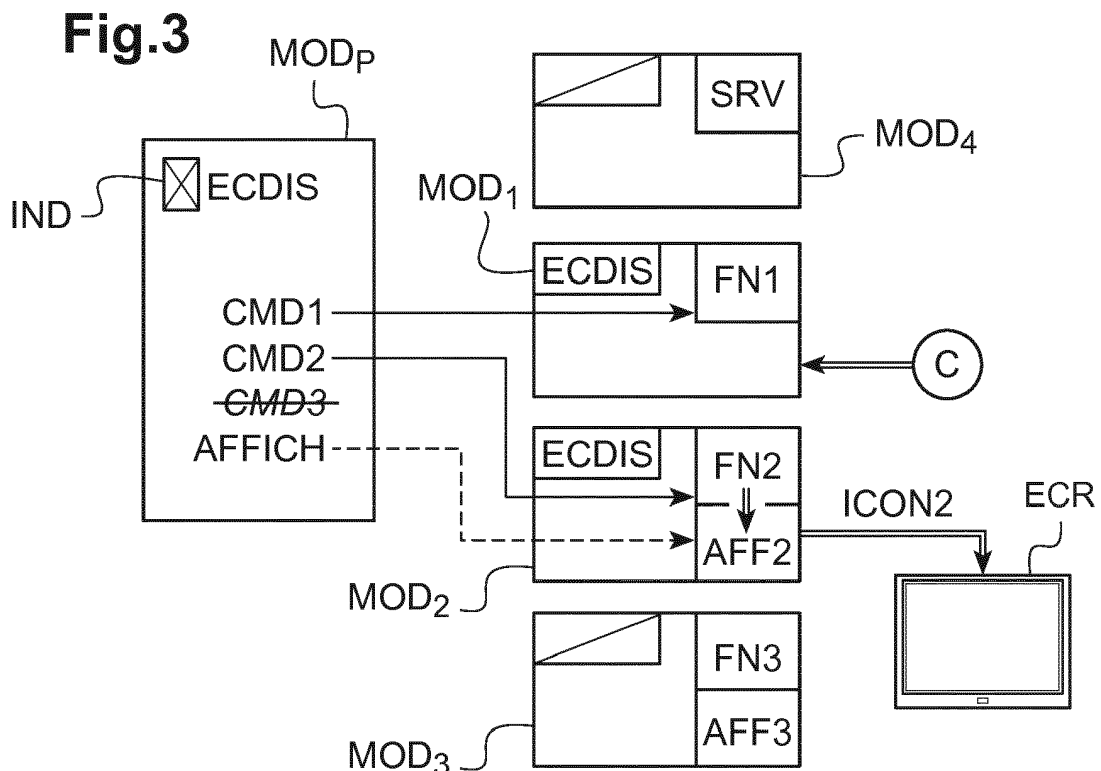 Fig.3
MODP
SRV
MOD4
IND
ECDIS
MOD1
ECDIS
FN1
CMD1
CMD2
C
CMD3
AFFICH
ECDIS
FN2
ICON2
ECR
AFF2
MOD2
FN3
AFF3
MOD3